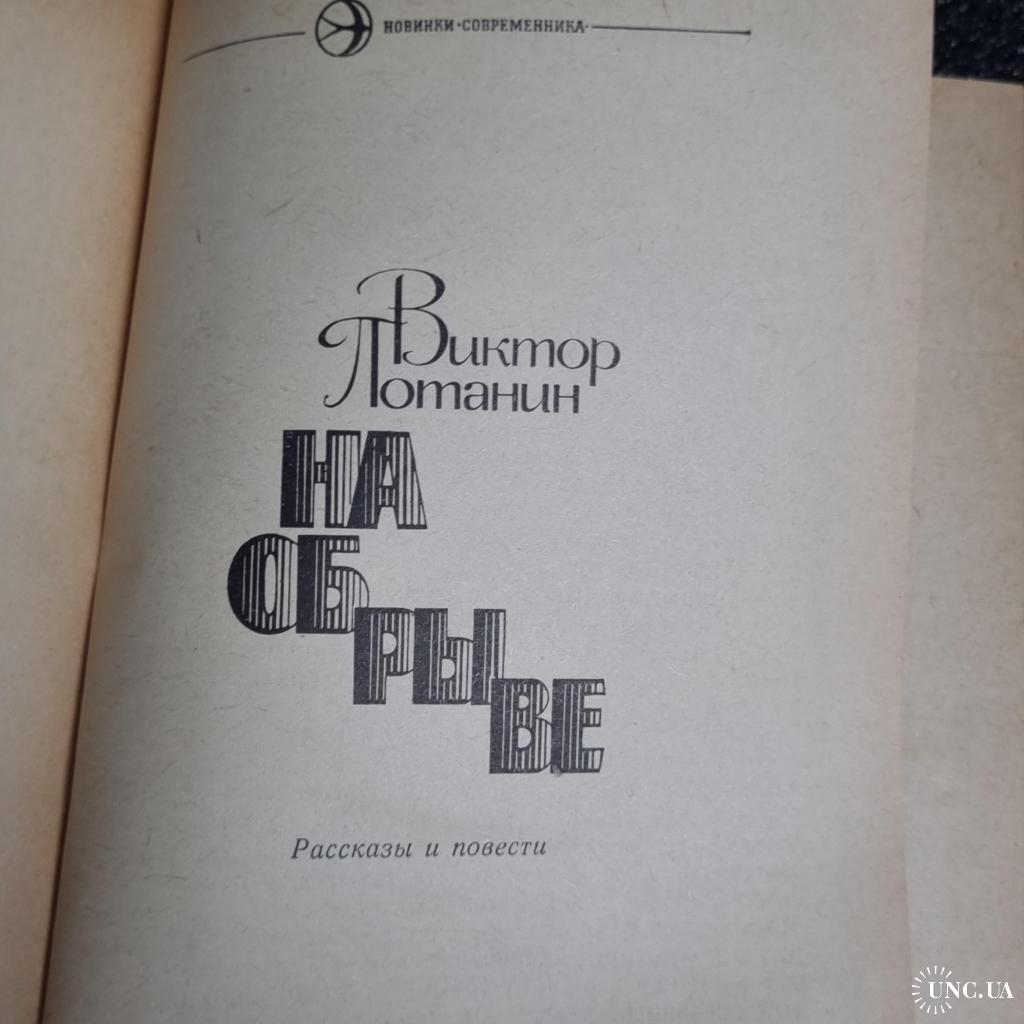 НОВИНКИ·СОВРЕМЕННИКА·
Виктор
Потанин
НА
ОБ
РЫ
ВЕ
Рассказы и повести
UNC.UA